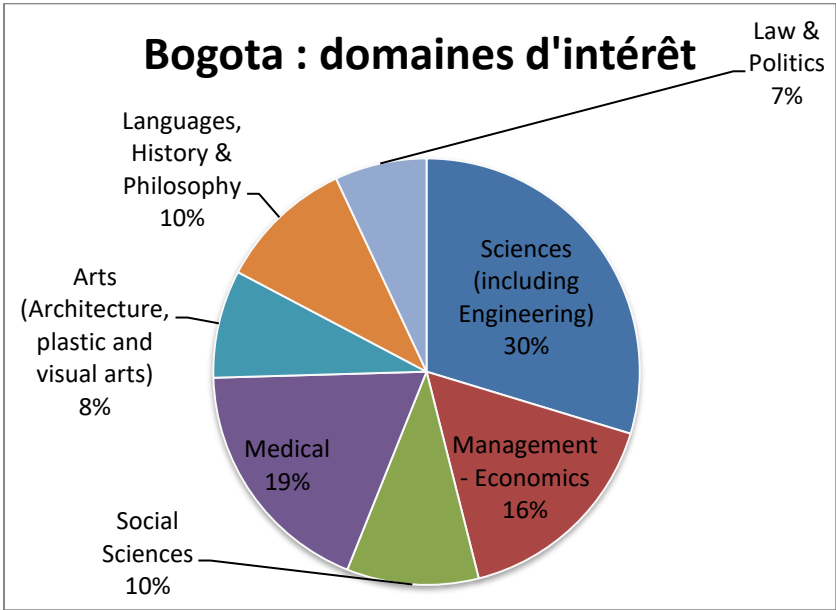 Bogota : domaines d'intérêt
Law &
Politics
7%
Languages,
History &
Philosophy
10%
Sciences
(including
Engineering)
30%
Arts
(Architecture,
plastic and
visual arts)
8%
Management
- Economics
16%
Medical
19%
Social
Sciences
10%